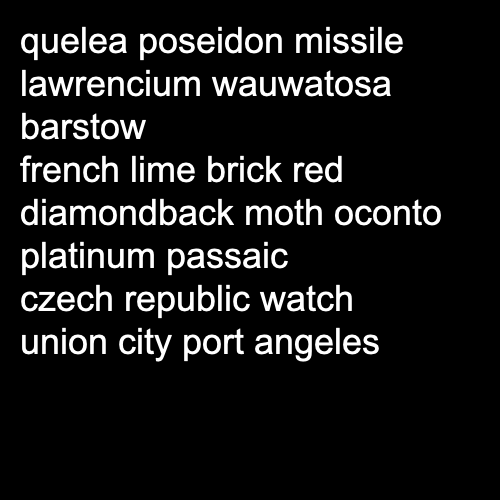 quelea poseidon missile
lawrencium wauwatosa
barstow
french lime brick red
diamondback moth oconto
platinum passaic
czech republic watch
union city port angeles